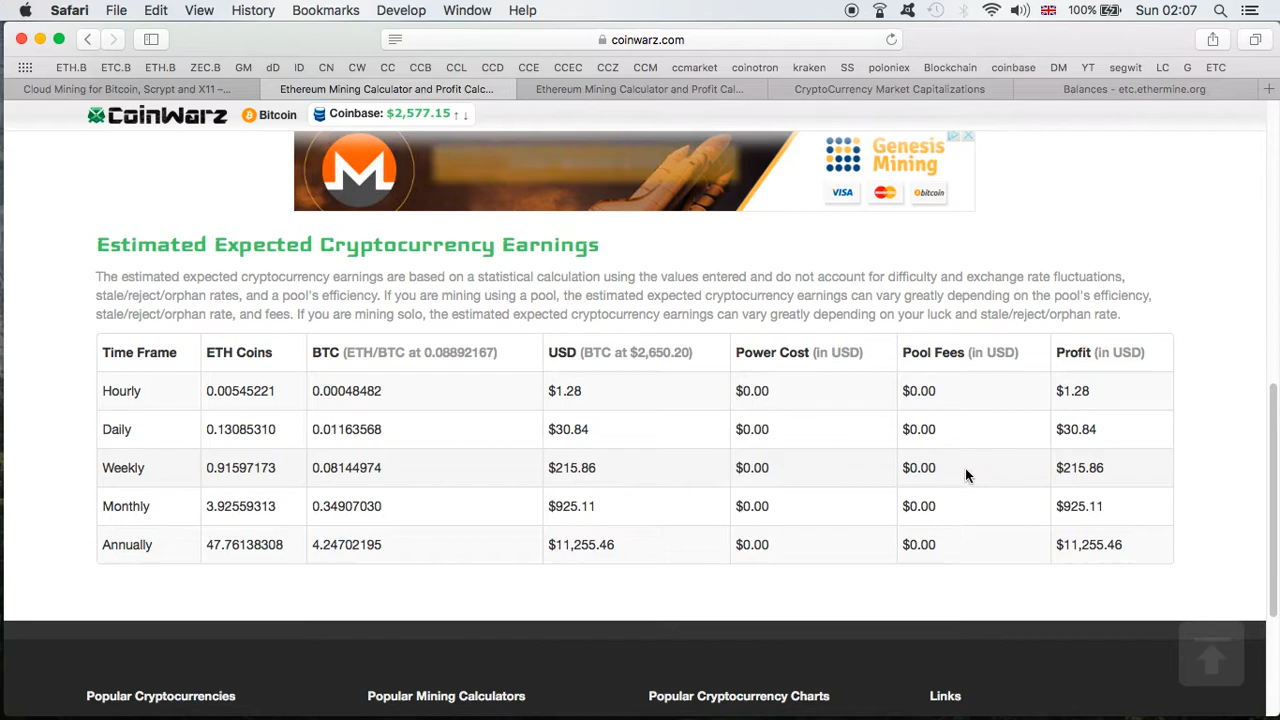 Safari File Edit View History Bookmarks Develop Window Help 100% Sun 02:07
coinwarz.com
ETH.B ETC.B ETH.B ZEC.B GM dD ID CN CW CC CCB CCL CCD CCE CCEC CCZ CCM ccmarket coinotron kraken SS poloniex Blockchain coinbase DM YT segwit LC G ETC
Cloud Mining for Bitcoin, Scrypt and X11 –... Ethereum Mining Calculator and Profit Calc... Ethereum Mining Calculator and Profit Cal... CryptoCurrency Market Capitalizations Balances - etc.ethermine.org
CoinWarz Bitcoin Coinbase: $2,577.15 ↑ ↓
Genesis
Mining
VISA MasterCard bitcoin
Estimated Expected Cryptocurrency Earnings
The estimated expected cryptocurrency earnings are based on a statistical calculation using the values entered and do not account for difficulty and exchange rate fluctuations,
stale/reject/orphan rates, and a pool's efficiency. If you are mining using a pool, the estimated expected cryptocurrency earnings can vary greatly depending on the pool's efficiency,
stale/reject/orphan rate, and fees. If you are mining solo, the estimated expected cryptocurrency earnings can vary greatly depending on your luck and stale/reject/orphan rate.
Time Frame ETH Coins BTC (ETH/BTC at 0.08892167) USD (BTC at $2,650.20) Power Cost (in USD) Pool Fees (in USD) Profit (in USD)
Hourly 0.00545221 0.00048482 $1.28 $0.00 $0.00 $1.28
Daily 0.13085310 0.01163568 $30.84 $0.00 $0.00 $30.84
Weekly 0.91597173 0.08144974 $215.86 $0.00 $0.00 $215.86
Monthly 3.92559313 0.34907030 $925.11 $0.00 $0.00 $925.11
Annually 47.76138308 4.24702195 $11,255.46 $0.00 $0.00 $11,255.46
Popular Cryptocurrencies Popular Mining Calculators Popular Cryptocurrency Charts Links